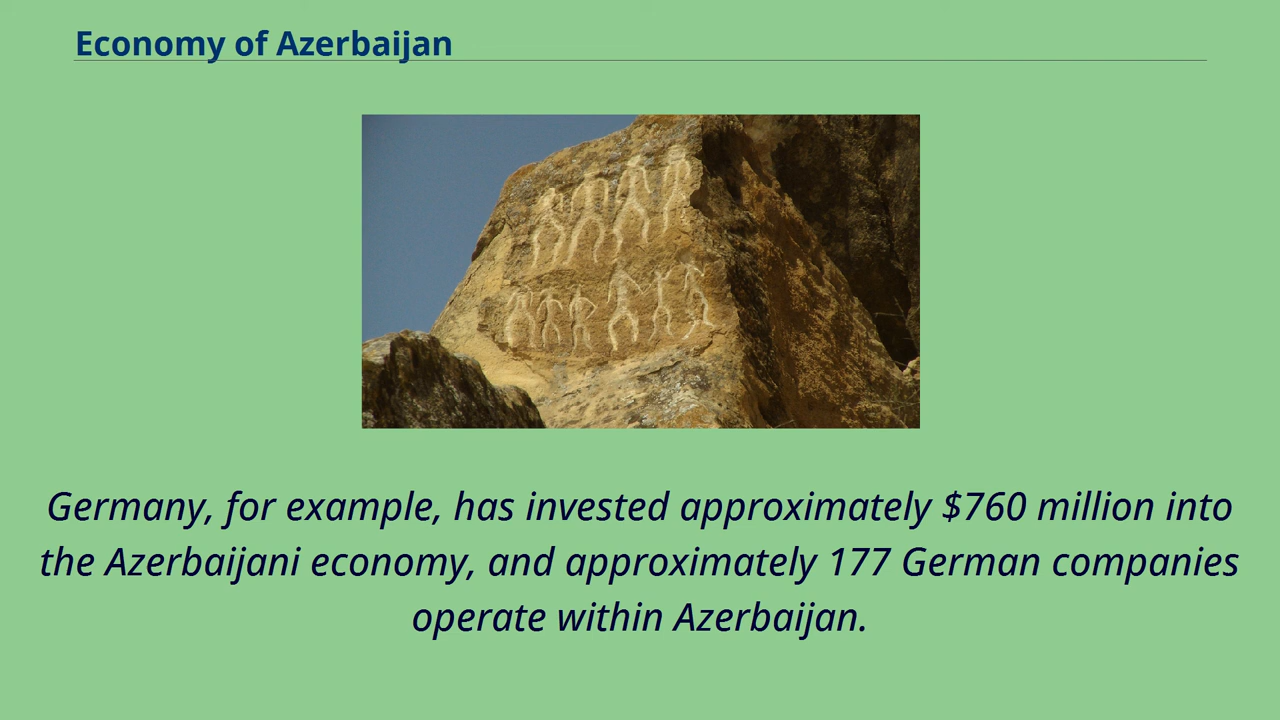 Economy of Azerbaijan
Germany, for example, has invested approximately $760 million into
the Azerbaijani economy, and approximately 177 German companies
operate within Azerbaijan.